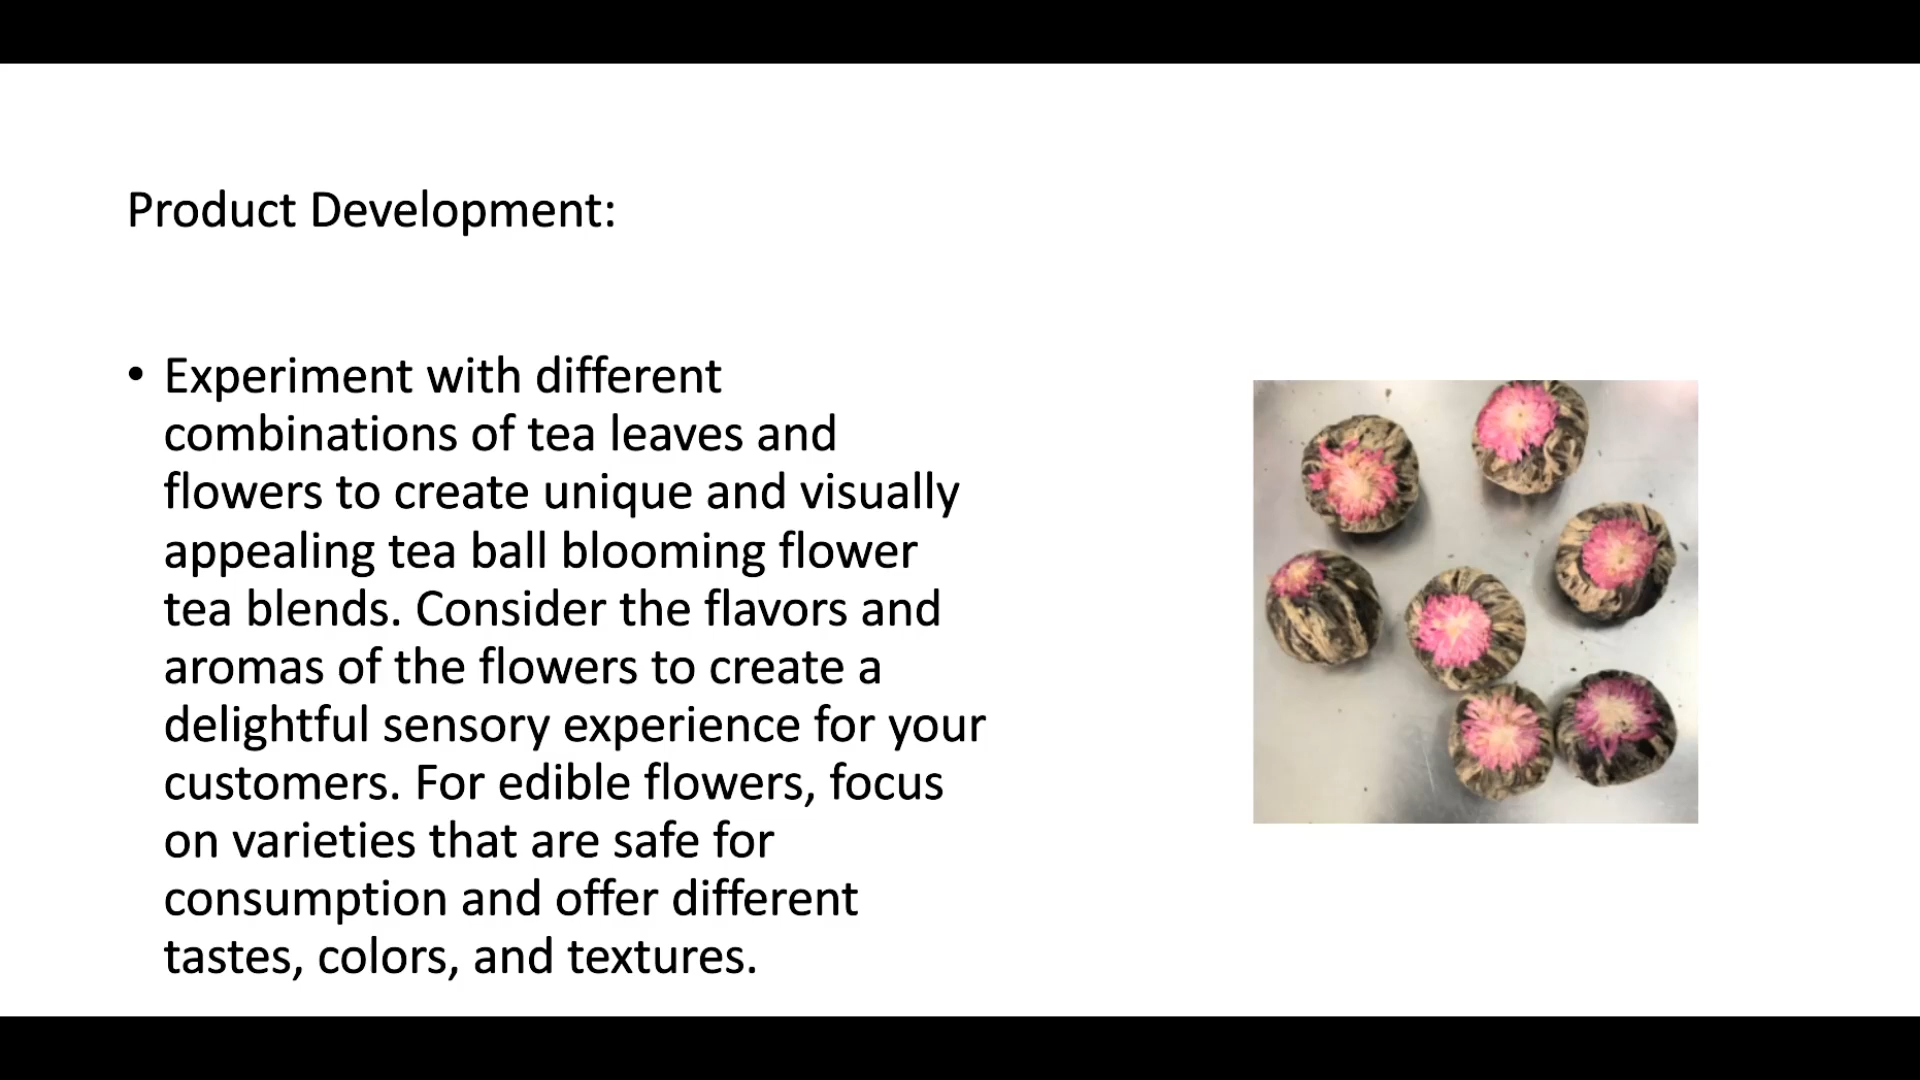 Product Development:
• Experiment with different
combinations of tea leaves and
flowers to create unique and visually
appealing tea ball blooming flower
tea blends. Consider the flavors and
aromas of the flowers to create a
delightful sensory experience for your
customers. For edible flowers, focus
on varieties that are safe for
consumption and offer different
tastes, colors, and textures.